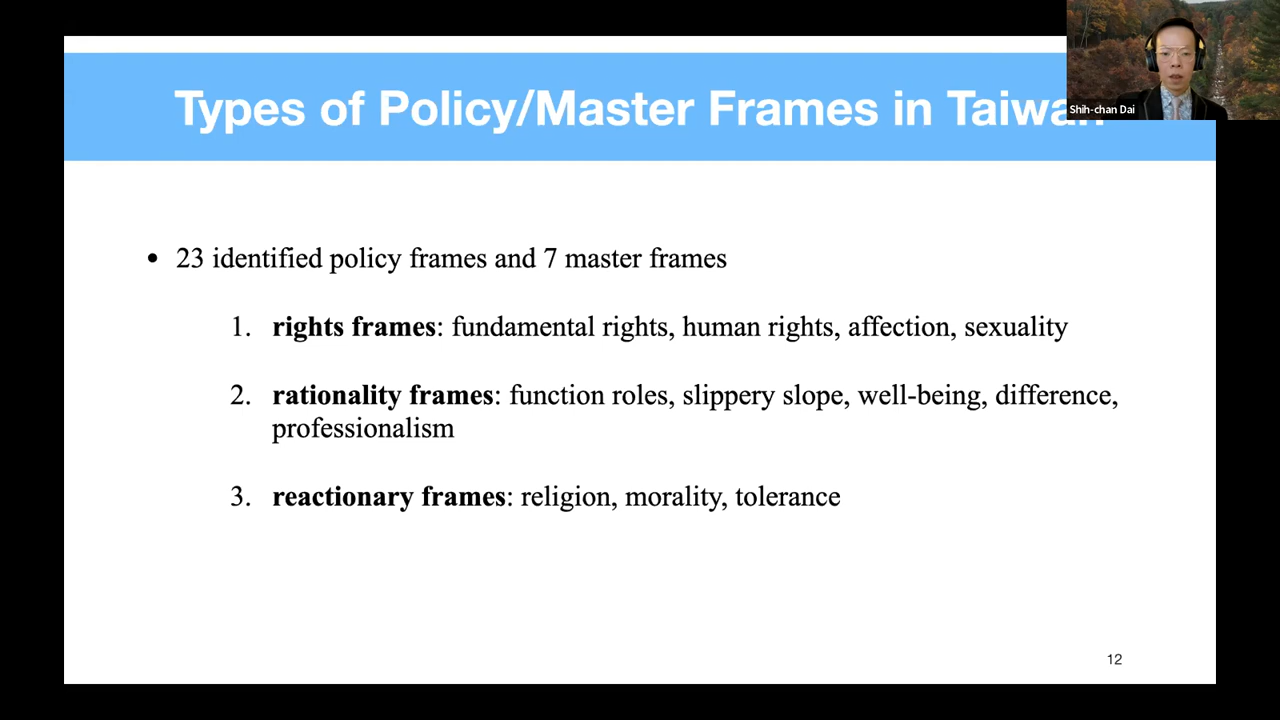 Types of Policy/Master Frames in Taiwan
Shih-chan Dai
• 23 identified policy frames and 7 master frames
1. rights frames: fundamental rights, human rights, affection, sexuality
2. rationality frames: function roles, slippery slope, well-being, difference,
professionalism
3. reactionary frames: religion, morality, tolerance
12